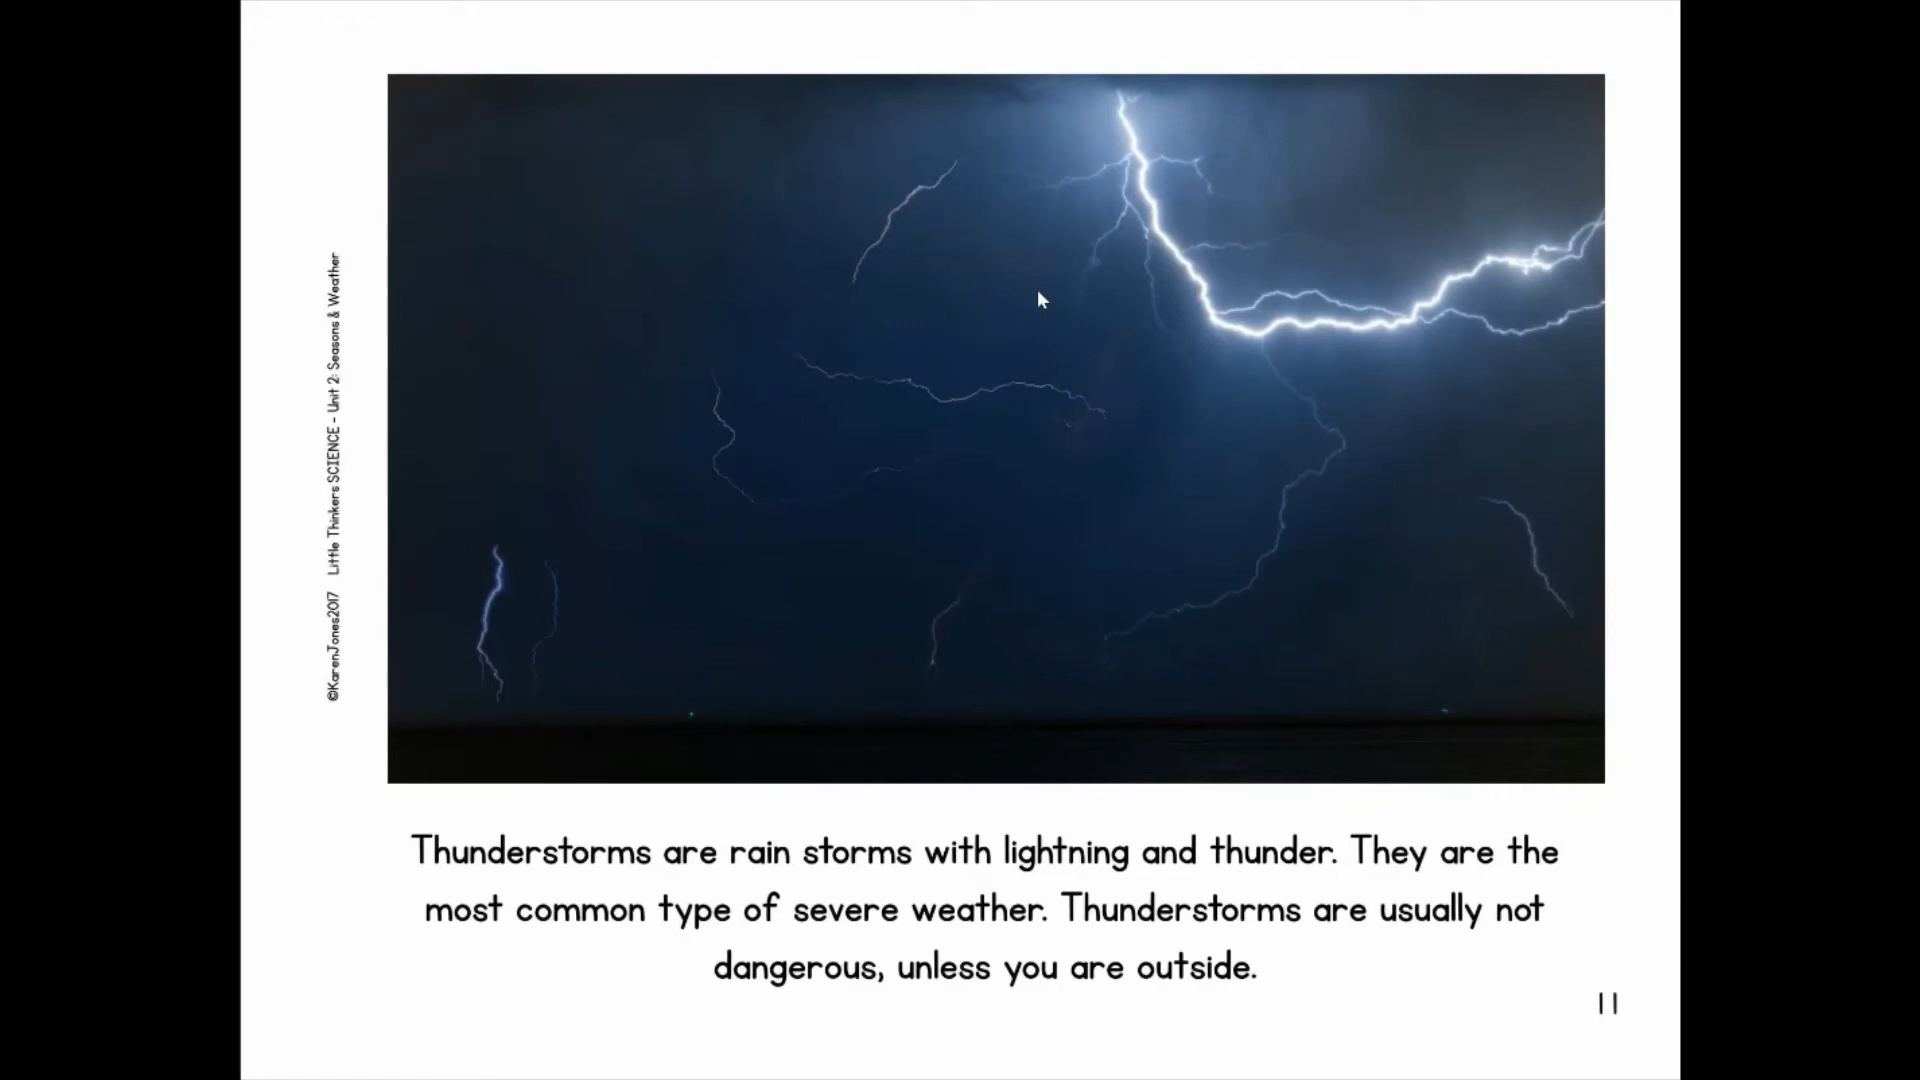 ©KarenJones2017 Little Thinkers SCIENCE - Unit 2: Seasons & Weather
Thunderstorms are rain storms with lightning and thunder. They are the
most common type of severe weather. Thunderstorms are usually not
dangerous, unless you are outside.
11